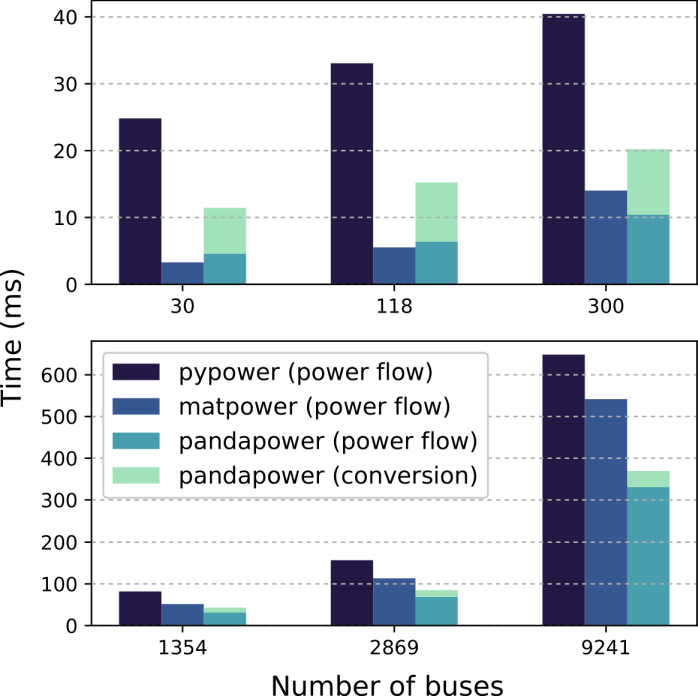 40
30
20
10
0
30 118 300
Time (ms)
600
500
400
300
200
100
0
pypower (power flow)
matpower (power flow)
pandapower (power flow)
pandapower (conversion)
1354 2869 9241
Number of buses